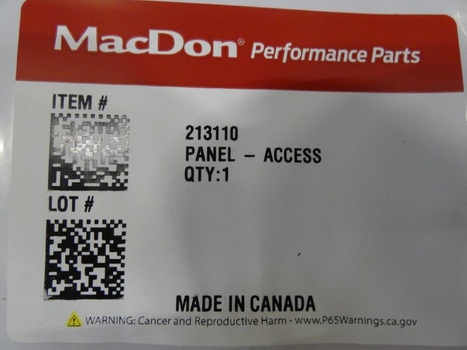 MacDon® Performance Parts
ITEM #
213110
PANEL - ACCESS
QTY:1
LOT #
MADE IN CANADA
WARNING: Cancer and Reproductive Harm - www.P65Warnings.ca.gov